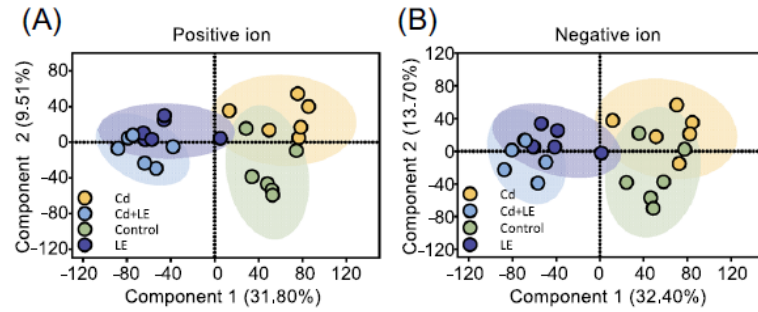 (A)
Positive ion
Component 2 (9.51%)
80
40
0
−40
−80
−120
Cd
Cd+LE
Control
LE
−120 −80 −40 0 40 80 120
Component 1 (31.80%)
(B)
Negative ion
Component 2 (13.70%)
120
80
40
0
−40
−80
−120
Cd
Cd+LE
Control
LE
−120 −80 −40 0 40 80 120
Component 1 (32.40%)